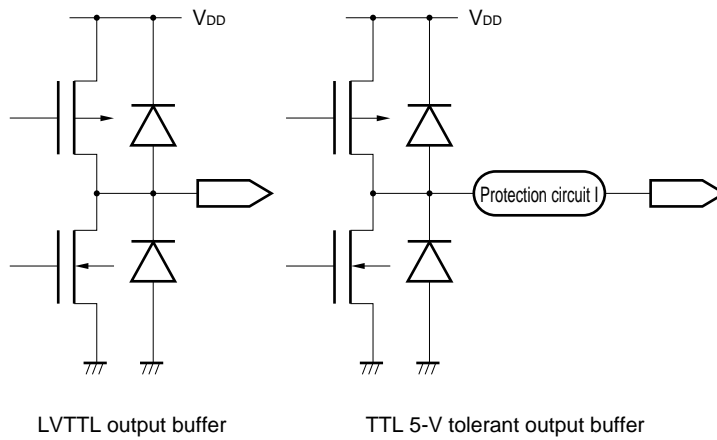 VDD
VDD
Protection circuit I
LVTTL output buffer
TTL 5-V tolerant output buffer